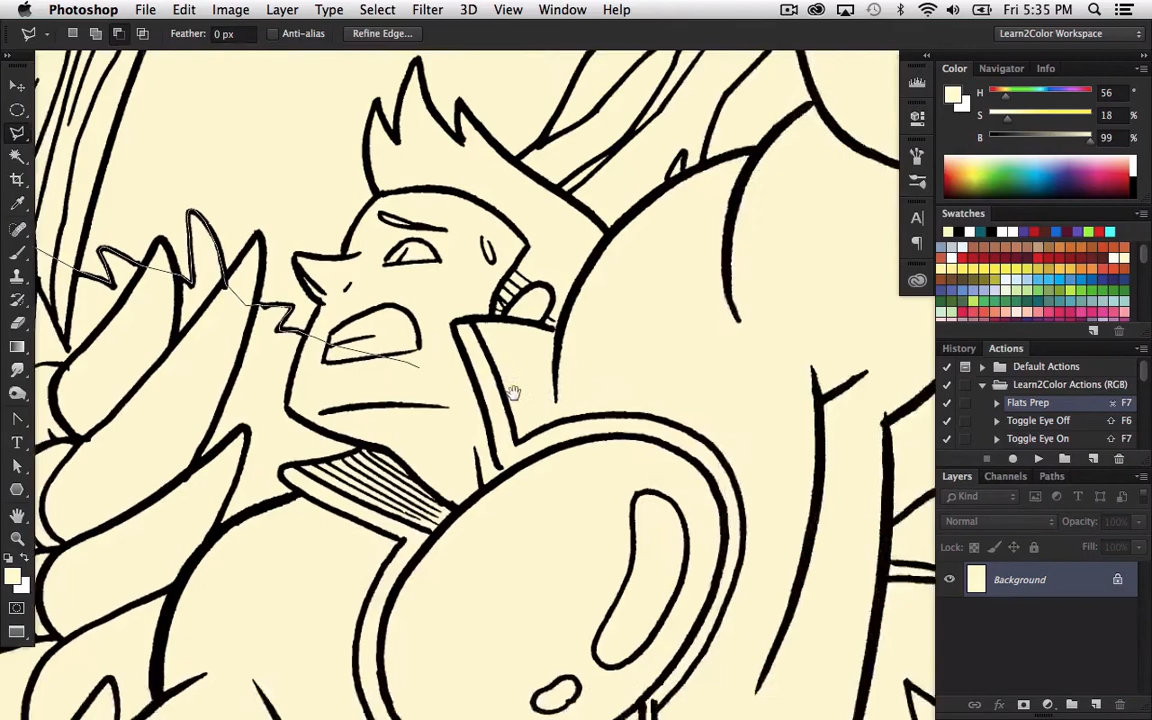 Photoshop File Edit Image Layer Type Select Filter 3D View Window Help Fri 5:35 PM
Feather: 0 px Anti-alias Refine Edge... Learn2Color Workspace
Color Navigator Info
H 56 °
S 18 %
B 99 %
Swatches
History Actions
Default Actions
Learn2Color Actions (RGB)
Flats Prep F7
Toggle Eye Off F6
Toggle Eye On F7
Layers Channels Paths
Kind
Normal Opacity: 100%
Lock: Fill: 100%
Background